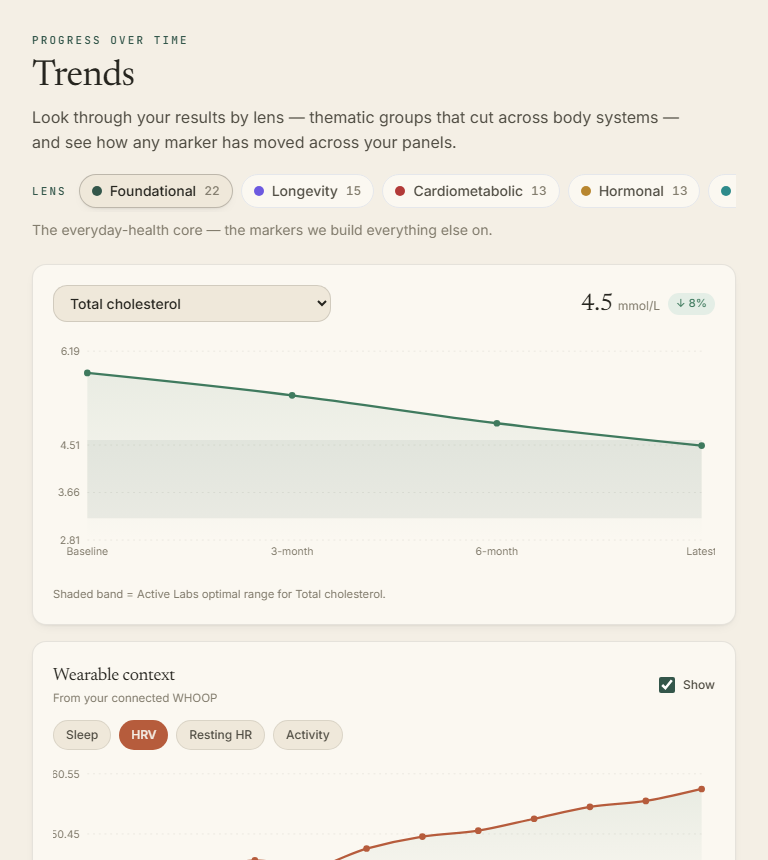 PROGRESS OVER TIME
Trends
Look through your results by lens — thematic groups that cut across body systems —
and see how any marker has moved across your panels.
LENS Foundational 22 Longevity 15 Cardiometabolic 13 Hormonal 13
The everyday-health core — the markers we build everything else on.
Total cholesterol 4.5 mmol/L ↓ 8%
6.19
4.51
3.66
2.81
Baseline 3-month 6-month Latest
Shaded band = Active Labs optimal range for Total cholesterol.
Wearable context
Show
From your connected WHOOP
Sleep HRV Resting HR Activity
60.55
50.45